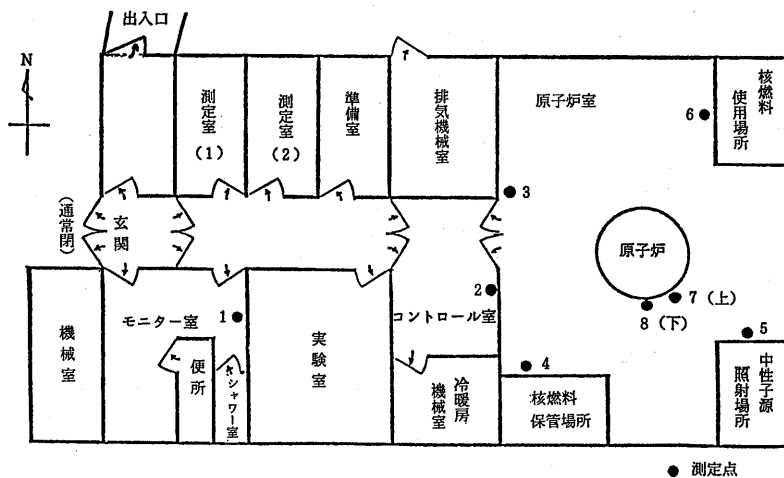 出入口
N
測定室
(1)
測定室
(2)
準備室
排気機械室
原子炉室
核燃料
使用場所
6
3
(通常閉)
玄関
原子炉
7 (上)
8 (下)
2
1
モニター室
コントロール室
機械室
便所
シャワー室
実験室
冷暖房
機械室
4
核燃料
保管場所
5
中性子源
照射場所
● 測定点